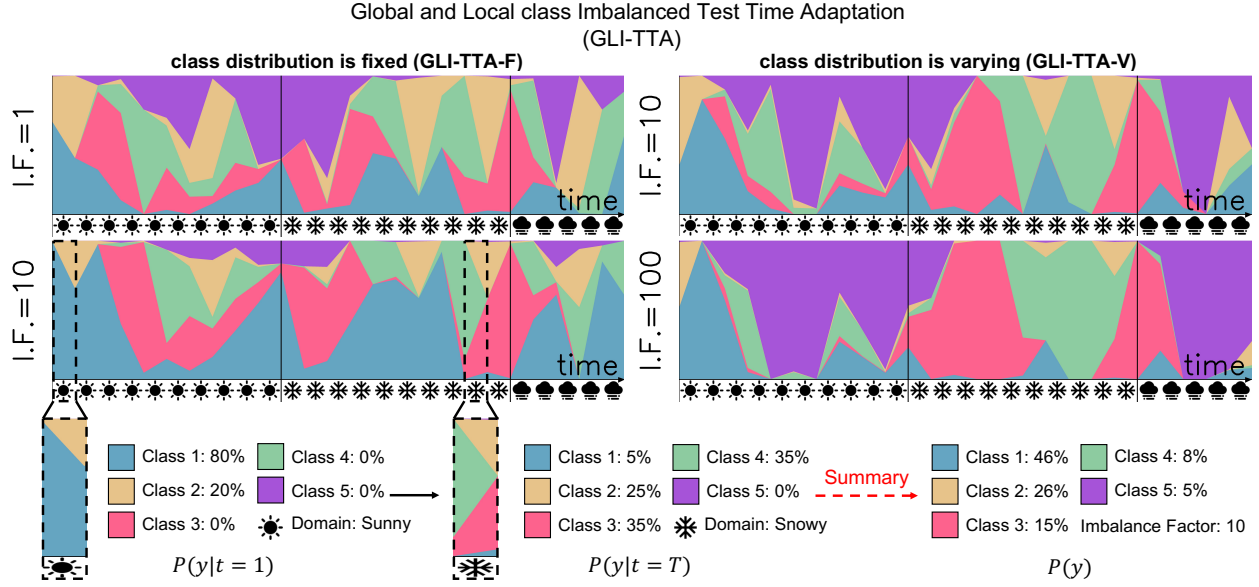 Global and Local class Imbalanced Test Time Adaptation
(GLI-TTA)
class distribution is fixed (GLI-TTA-F)
class distribution is varying (GLI-TTA-V)
I.F.=1
time
I.F.=10
time
I.F.=10
time
I.F.=100
time
Class 1: 80%
Class 4: 0%
Class 2: 20%
Class 5: 0%
Class 3: 0%
Domain: Sunny
P(y|t = 1)
Class 1: 5%
Class 4: 35%
Class 2: 25%
Class 5: 0%
Class 3: 35%
Domain: Snowy
P(y|t = T)
Summary
Class 1: 46%
Class 4: 8%
Class 2: 26%
Class 5: 5%
Class 3: 15%
Imbalance Factor: 10
P(y)